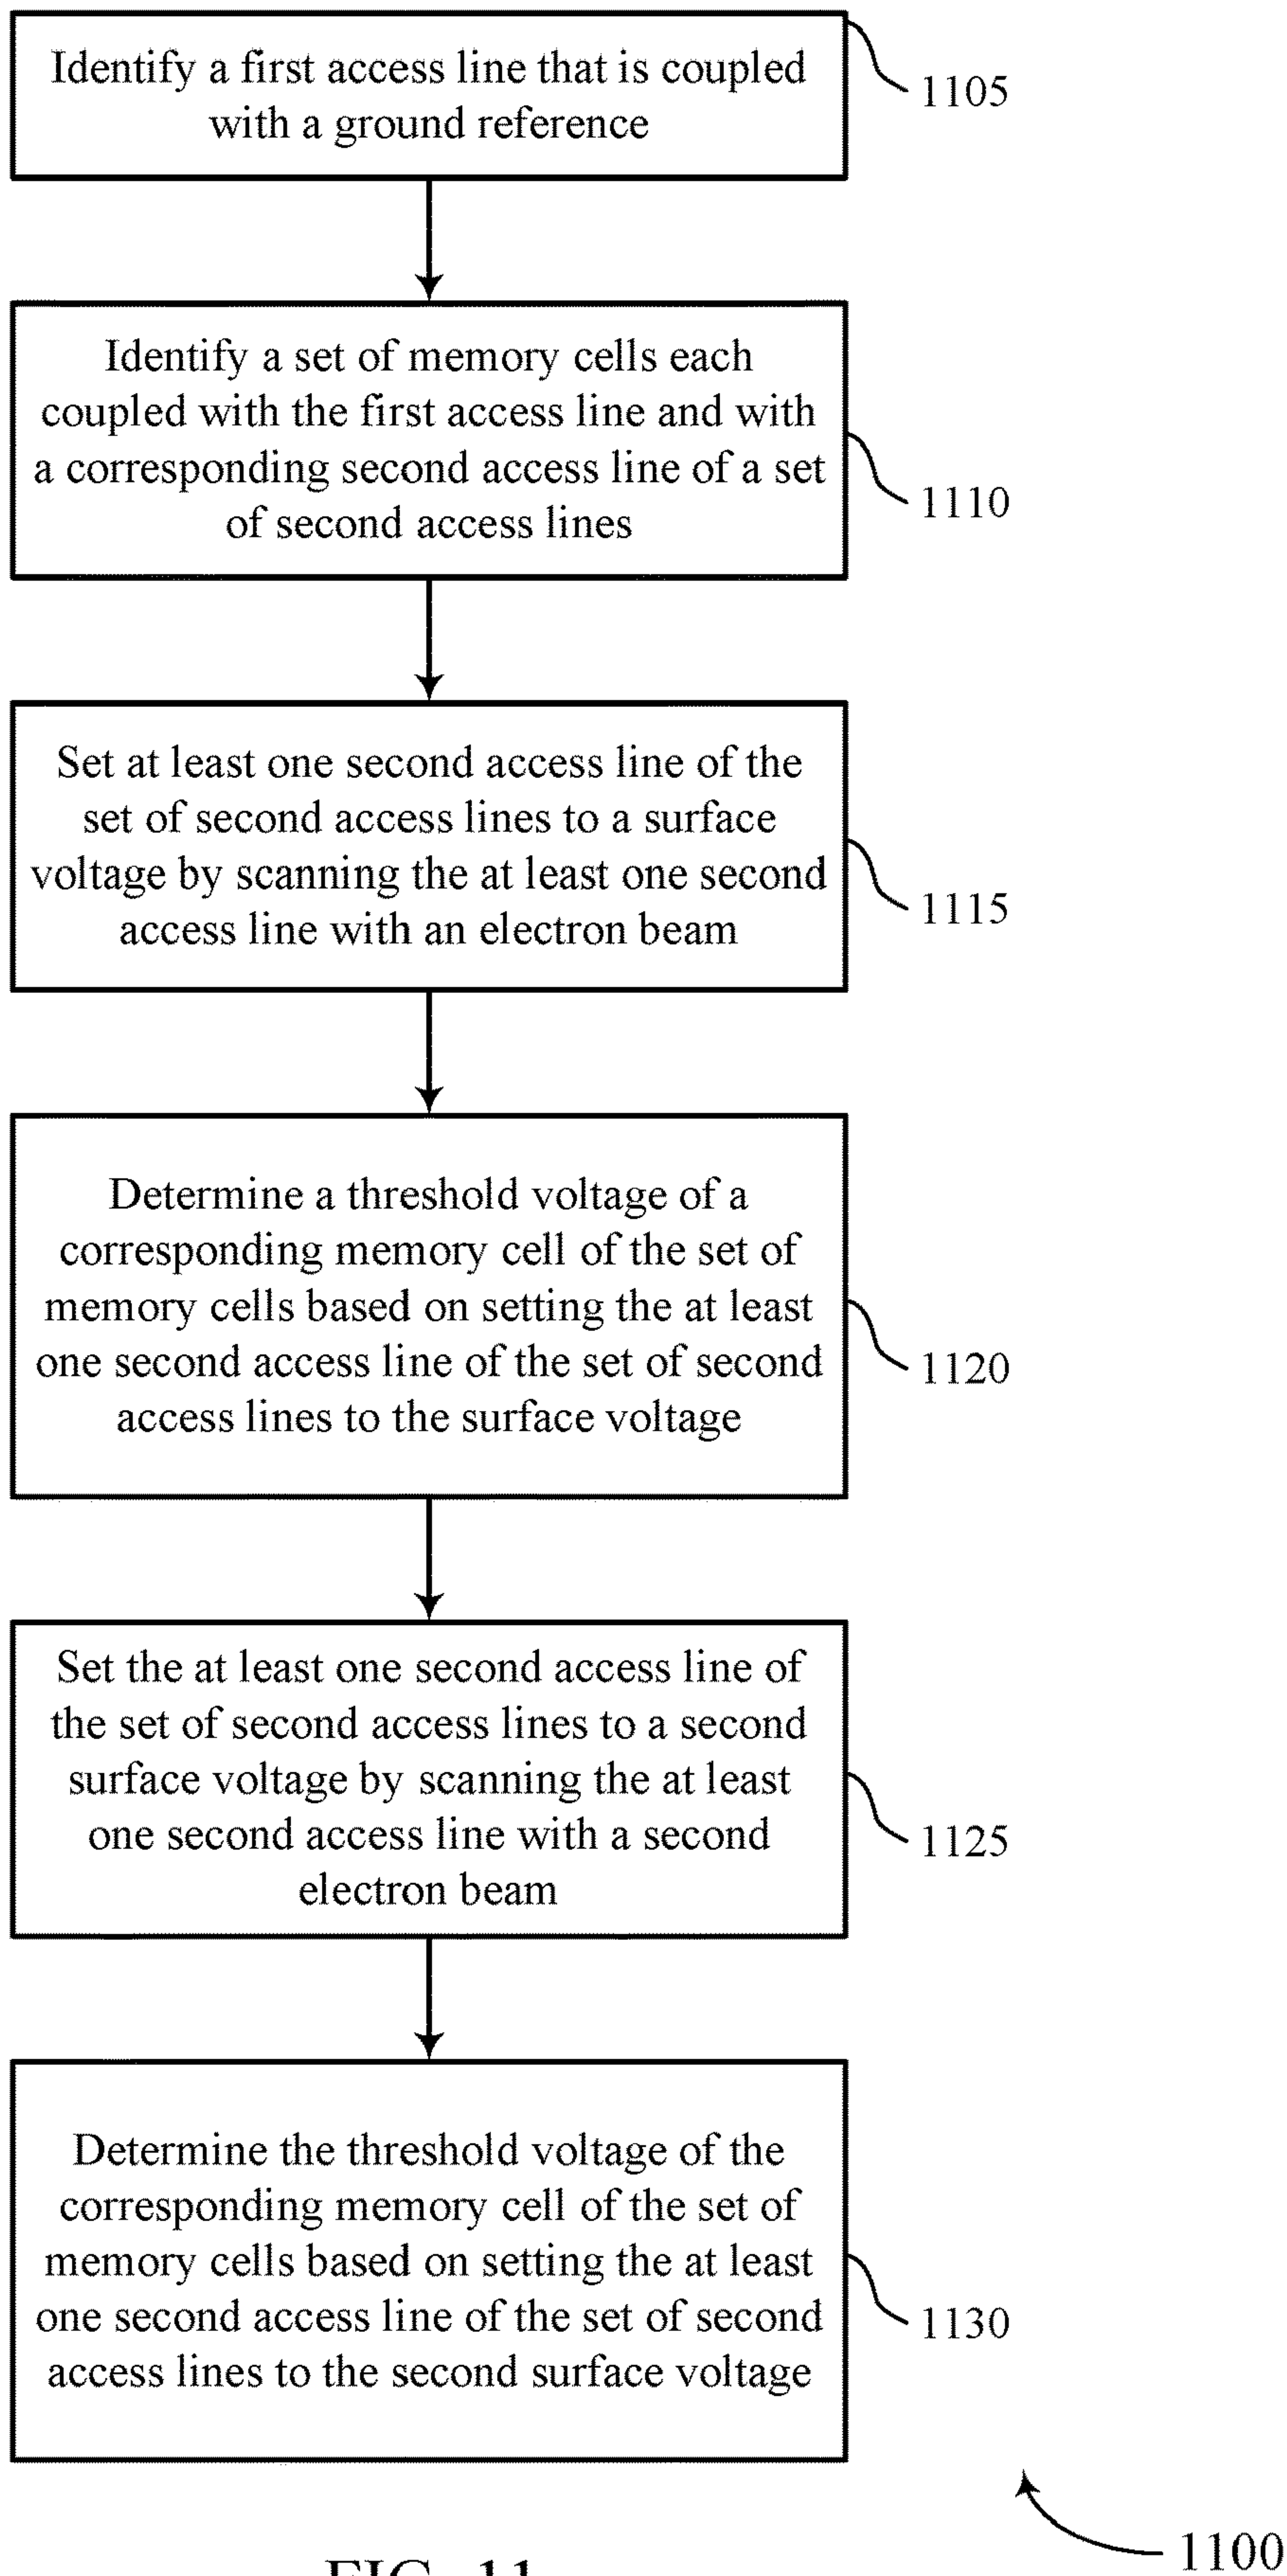 Identify a first access line that is coupled
with a ground reference
1105
Identify a set of memory cells each
coupled with the first access line and with
a corresponding second access line of a set
of second access lines
1110
Set at least one second access line of the
set of second access lines to a surface
voltage by scanning the at least one second
access line with an electron beam
1115
Determine a threshold voltage of a
corresponding memory cell of the set of
memory cells based on setting the at least
one second access line of the set of second
access lines to the surface voltage
1120
Set the at least one second access line of
the set of second access lines to a second
surface voltage by scanning the at least
one second access line with a second
electron beam
1125
Determine the threshold voltage of the
corresponding memory cell of the set of
memory cells based on setting the at least
one second access line of the set of second
access lines to the second surface voltage
1130
1100
FIG. 11